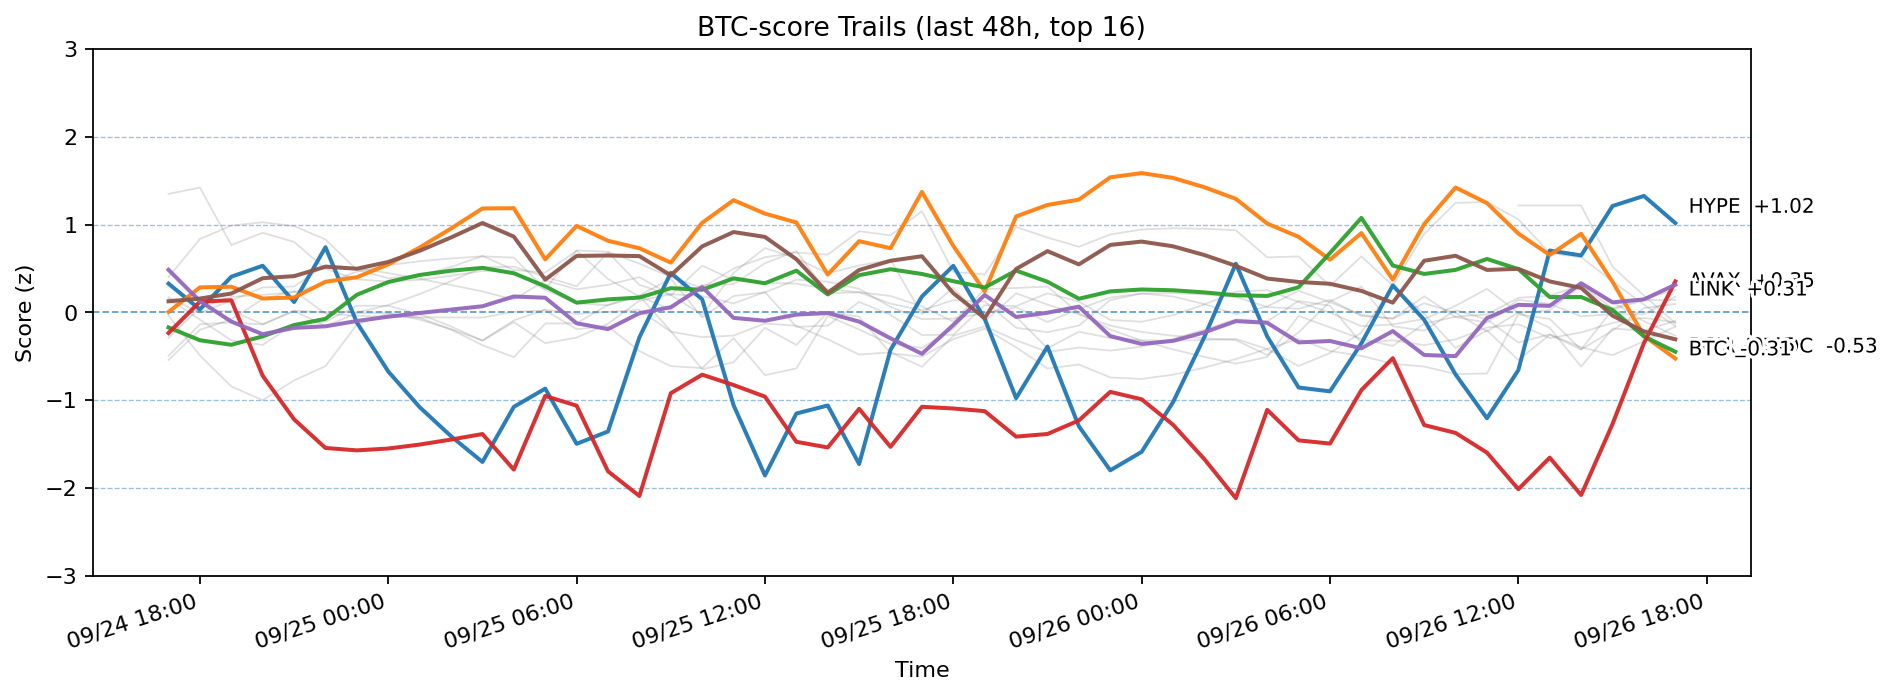 BTC-score Trails (last 48h, top 16)
Score (z)
3
2
1
0
−1
−2
−3
HYPE +1.02
AVAX +0.35
LINK +0.31
BTC -0.31
-0.53
09/24 18:00
09/25 00:00
09/25 06:00
09/25 12:00
09/25 18:00
09/26 00:00
09/26 06:00
09/26 12:00
09/26 18:00
Time